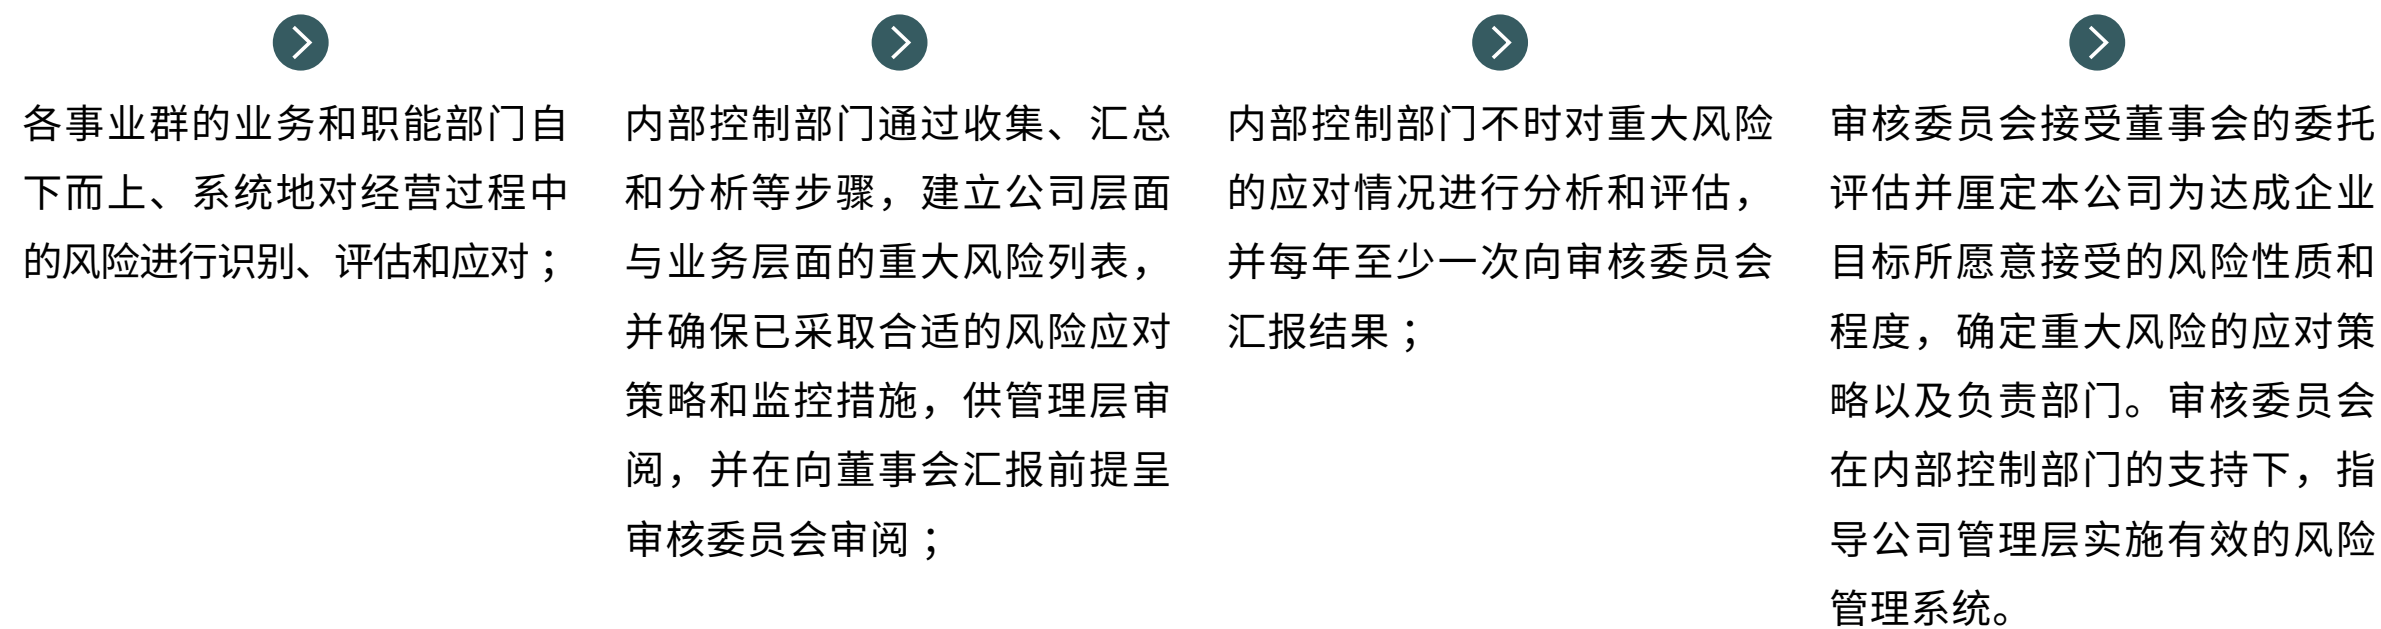 各事业群的业务和职能部门自
下而上、系统地对经营过程中
的风险进行识别、评估和应对；
内部控制部门通过收集、汇总
和分析等步骤，建立公司层面
与业务层面的重大风险列表，
并确保已采取合适的风险应对
策略和监控措施，供管理层审
阅，并在向董事会汇报前提呈
审核委员会审阅；
内部控制部门不时对重大风险
的应对情况进行分析和评估，
并每年至少一次向审核委员会
汇报结果；
审核委员会接受董事会的委托
评估并厘定本公司为达成企业
目标所愿意接受的风险性质和
程度，确定重大风险的应对策
略以及负责部门。审核委员会
在内部控制部门的支持下，指
导公司管理层实施有效的风险
管理系统。